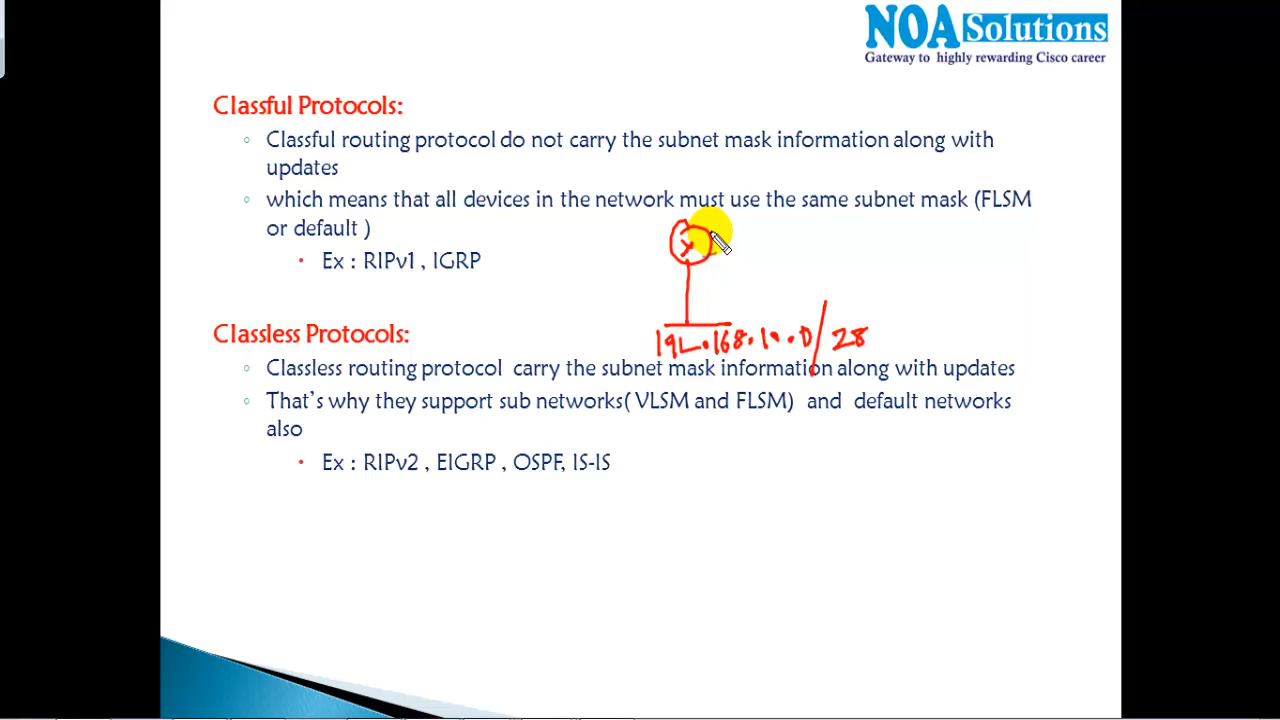 NOA Solutions
Gateway to highly rewarding Cisco career
Classful Protocols:
Classful routing protocol do not carry the subnet mask information along with
updates
which means that all devices in the network must use the same subnet mask (FLSM
or default )
Ex : RIPv1 , IGRP
Classless Protocols:
192.168.10.0/28
Classless routing protocol carry the subnet mask information along with updates
That's why they support sub networks( VLSM and FLSM) and default networks
also
Ex : RIPv2 , EIGRP , OSPF, IS-IS